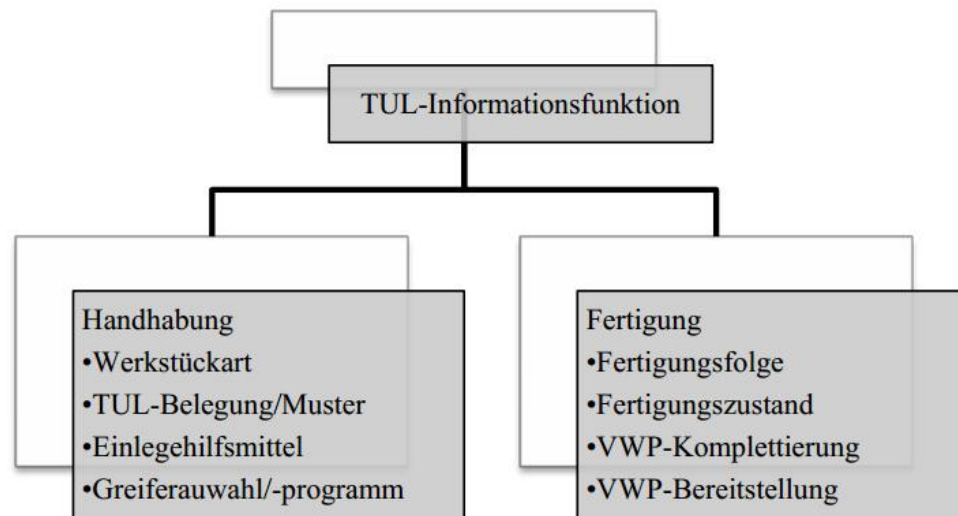 TUL-Informationsfunktion
Handhabung
•Werkstückart
•TUL-Belegung/Muster
•Einlegehilfsmittel
•Greiferauwahl/-programm
Fertigung
•Fertigungsfolge
•Fertigungszustand
•VWP-Komplettierung
•VWP-Bereitstellung